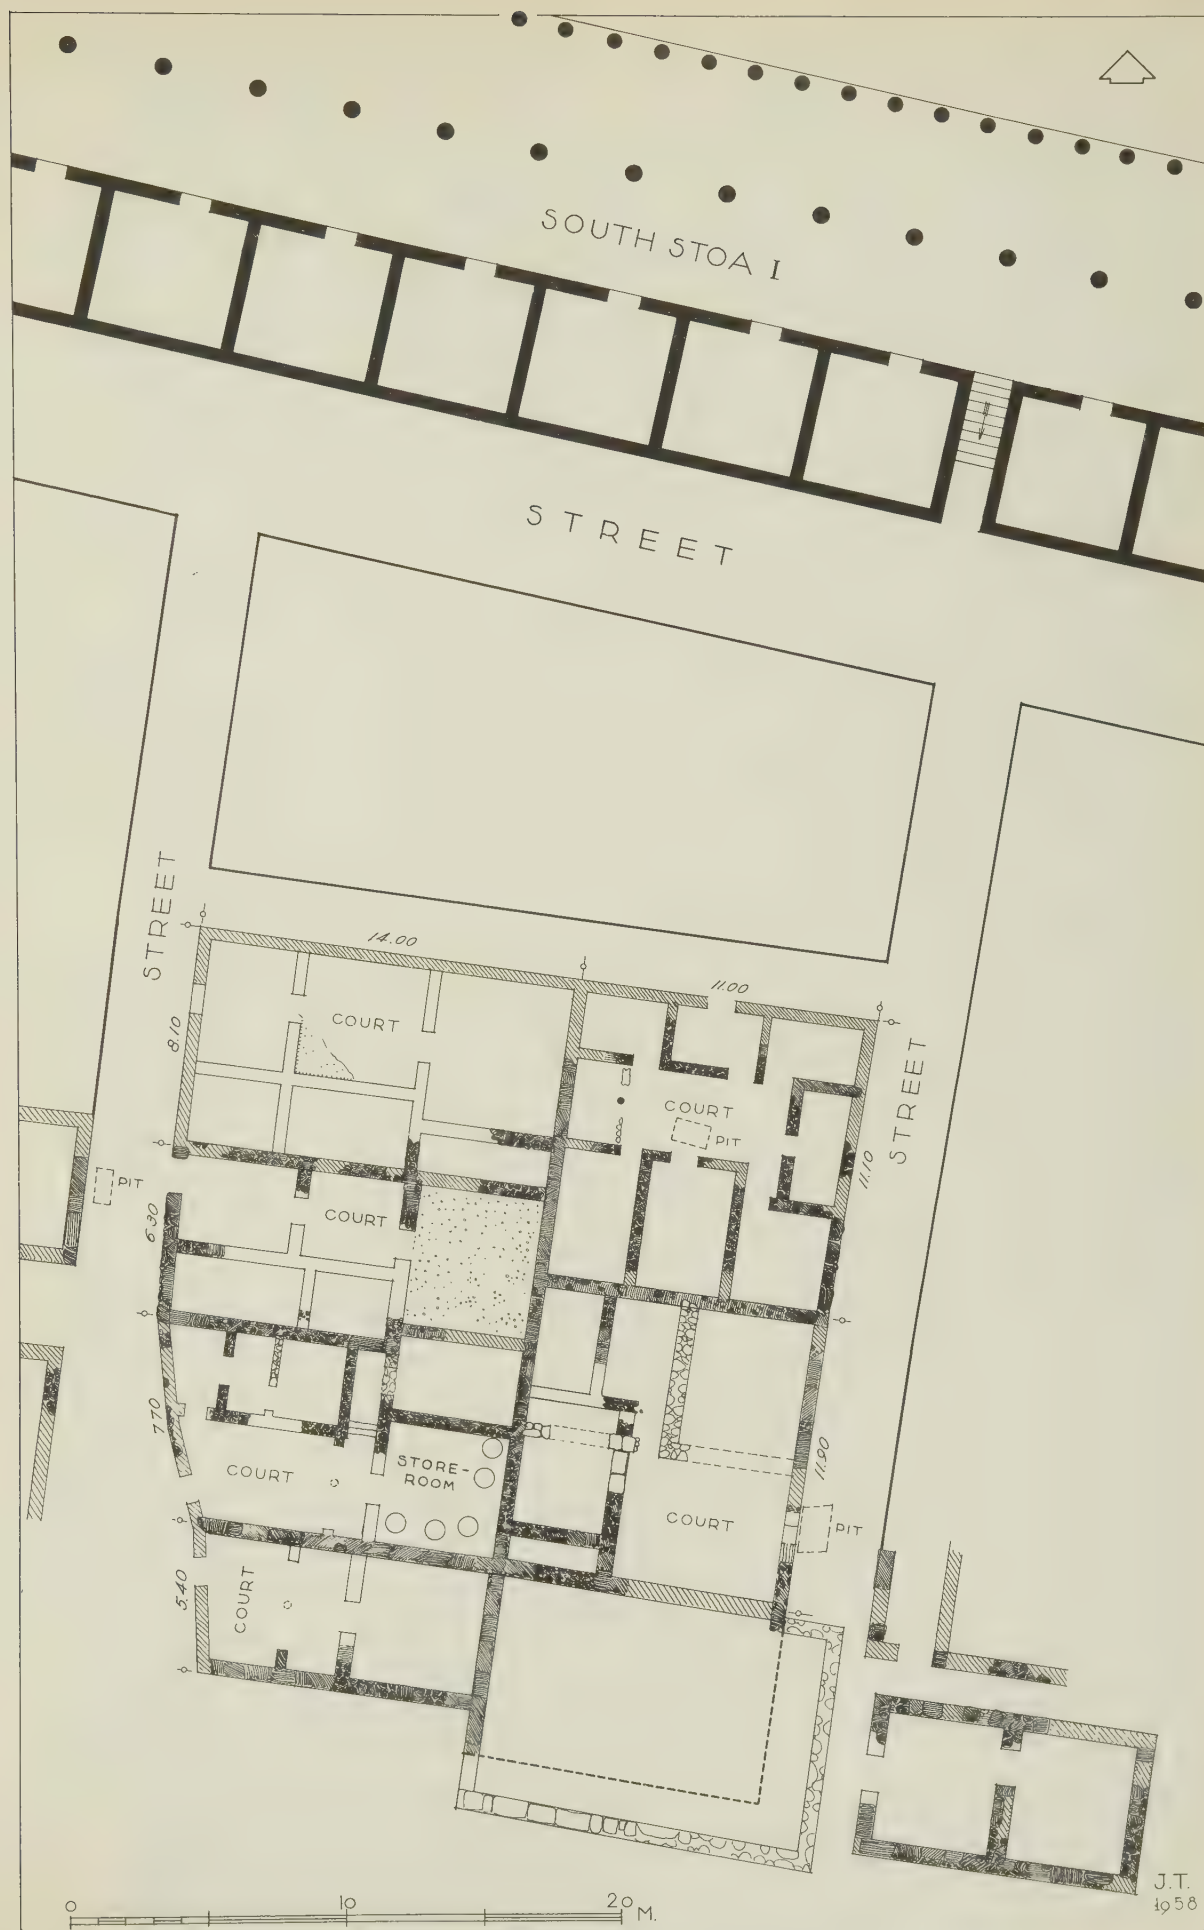 SOUTH STOA I
STREET
STREET
14.00
11.00
COURT
8.10
STREET
COURT
PIT
11.10
PIT
6.30
COURT
7.70
COURT
STORE-
ROOM
11.90
COURT
PIT
5.40
COURT
J.T.
1958
0 10 20 M.